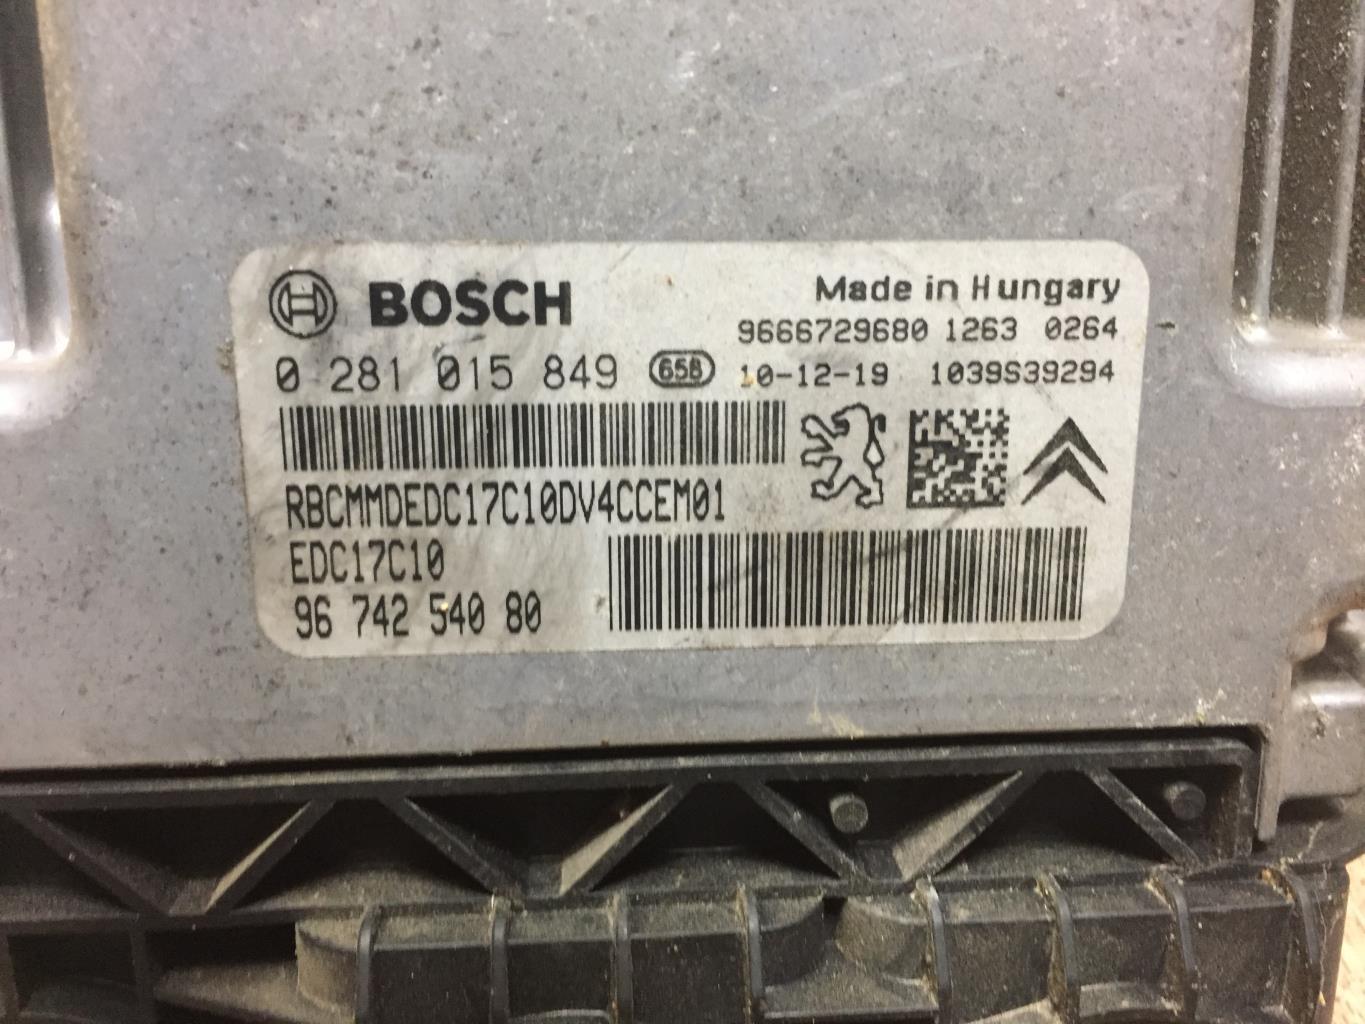 BOSCH
Made in Hungary
9666729680 1263 0264
0 281 015 849 658 10-12-19 1039S39294
RBCMMDEDC17C10DV4CCEM01
EDC17C10
96 742 540 80